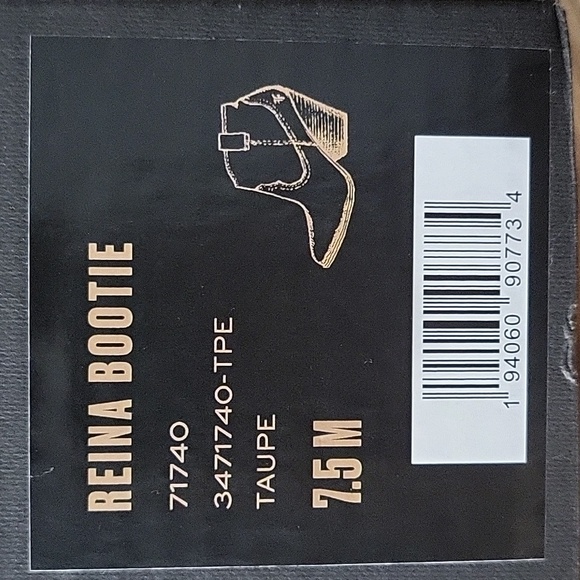 REINA BOOTIE
71740
3471740-TPE
TAUPE
7.5 M
1 94060 90773 4